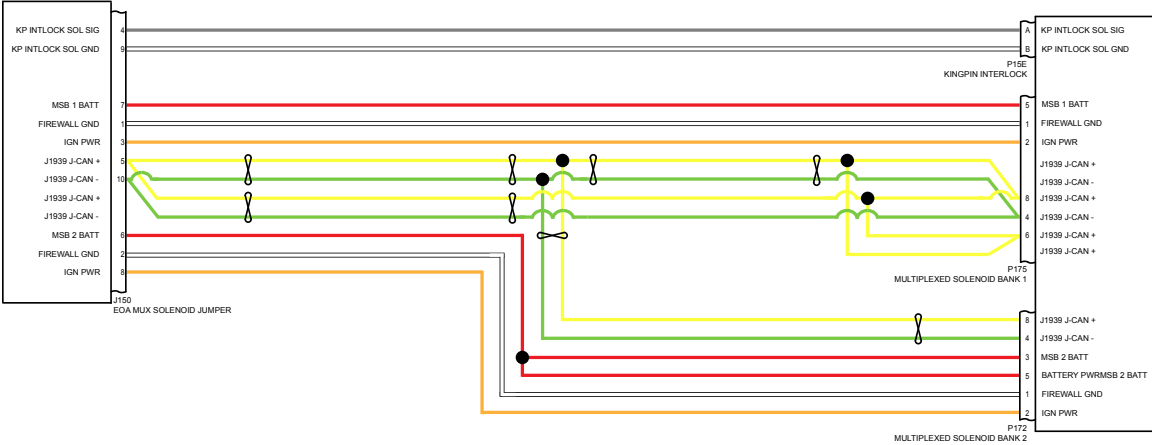 KP INTLOCK SOL SIG 4 A KP INTLOCK SOL SIG
KP INTLOCK SOL GND 9 B KP INTLOCK SOL GND
P15E
KINGPIN INTERLOCK
MSB 1 BATT 7 5 MSB 1 BATT
FIREWALL GND 1 1 FIREWALL GND
IGN PWR 3 2 IGN PWR
J1939 J-CAN + 5 J1939 J-CAN +
J1939 J-CAN - 10 J1939 J-CAN -
J1939 J-CAN + 8 J1939 J-CAN +
J1939 J-CAN - 4 J1939 J-CAN -
MSB 2 BATT 6 6 J1939 J-CAN +
FIREWALL GND 2 J1939 J-CAN +
IGN PWR 8
P175
MULTIPLEXED SOLENOID BANK 1
J150
EOA MUX SOLENOID JUMPER
8 J1939 J-CAN +
4 J1939 J-CAN -
3 MSB 2 BATT
5 BATTERY PWRMSB 2 BATT
1 FIREWALL GND
2 IGN PWR
P172
MULTIPLEXED SOLENOID BANK 2